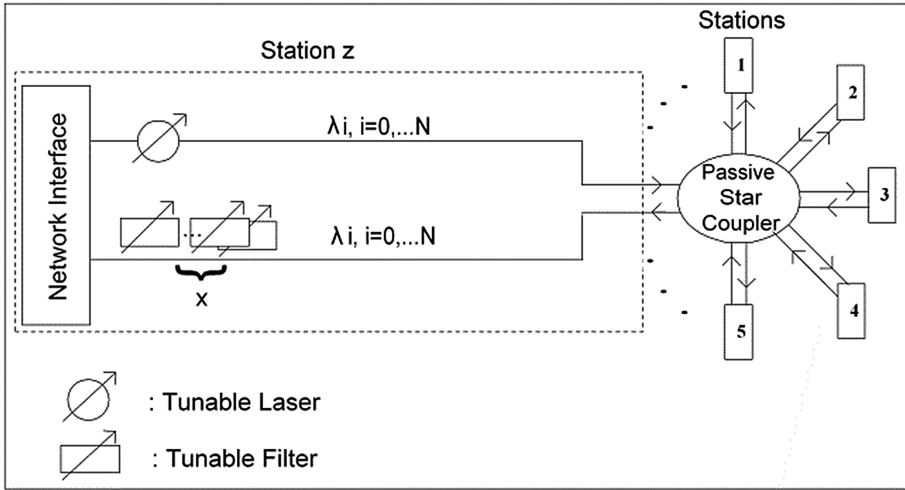 Stations
Station z
1
2
3
4
5
Network Interface
λi, i=0,...N
Passive
Star
Coupler
...
λi, i=0,...N
x
: Tunable Laser
: Tunable Filter